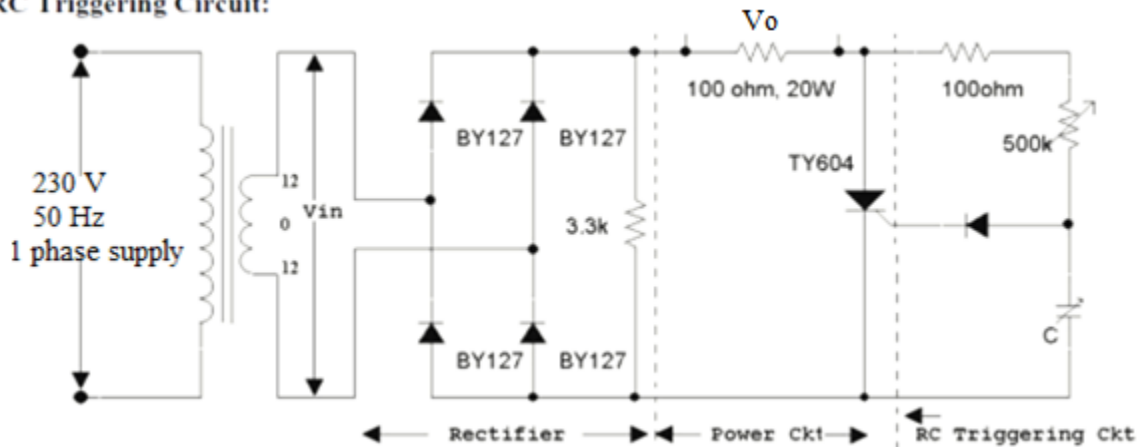 RC Triggering Circuit:
Vo
100 ohm, 20W
100ohm
BY127
BY127
500k
TY604
230 V
50 Hz
1 phase supply
12
0
12
Vin
3.3k
C
BY127
BY127
Rectifier
Power Ckt
RC Triggering Ckt